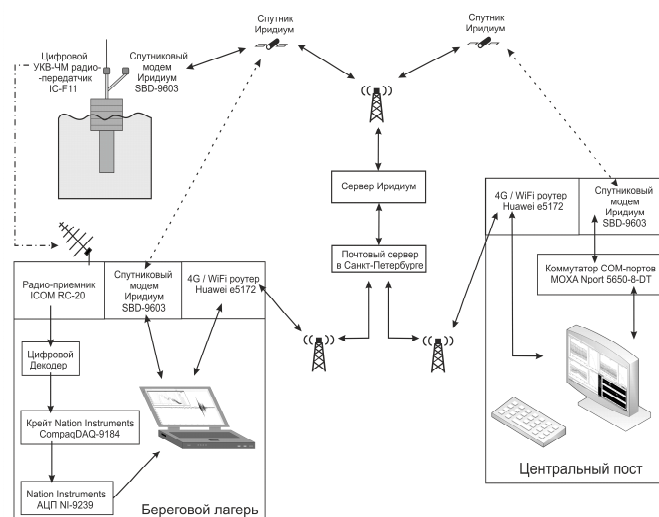 Спутник
Иридиум
Спутник
Иридиум
Цифровой
УКВ-ЧМ радио-
-передатчик
IC-F11
Спутниковый
модем
Иридиум
SBD-9603
Сервер Иридиум
Почтовый сервер
в Санкт-Петербурге
4G / WiFi роутер
Huawei e5172
Спутниковый
модем
Иридиум
SBD-9603
Коммутатор COM-портов
MOXA Nport 5650-8-DT
Радио-приемник
ICOM RC-20
Спутниковый
модем
Иридиум
SBD-9603
4G / WiFi роутер
Huawei e5172
Цифровой
Декодер
Крейт Nation Instruments
CompaqDAQ-9184
Nation Instruments
АЦП NI-9239
Береговой лагерь
Центральный пост